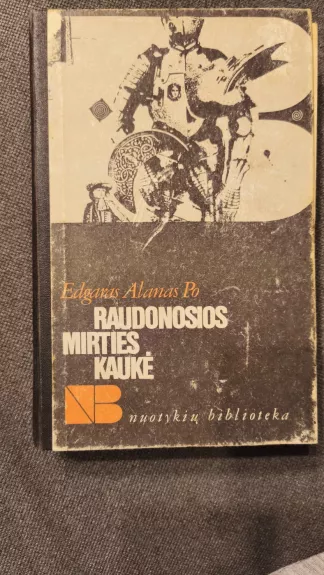 Edgaras Alanas Po
RAUDONOSIOS
MIRTIES
KAUKĖ
NB nuotykių biblioteka